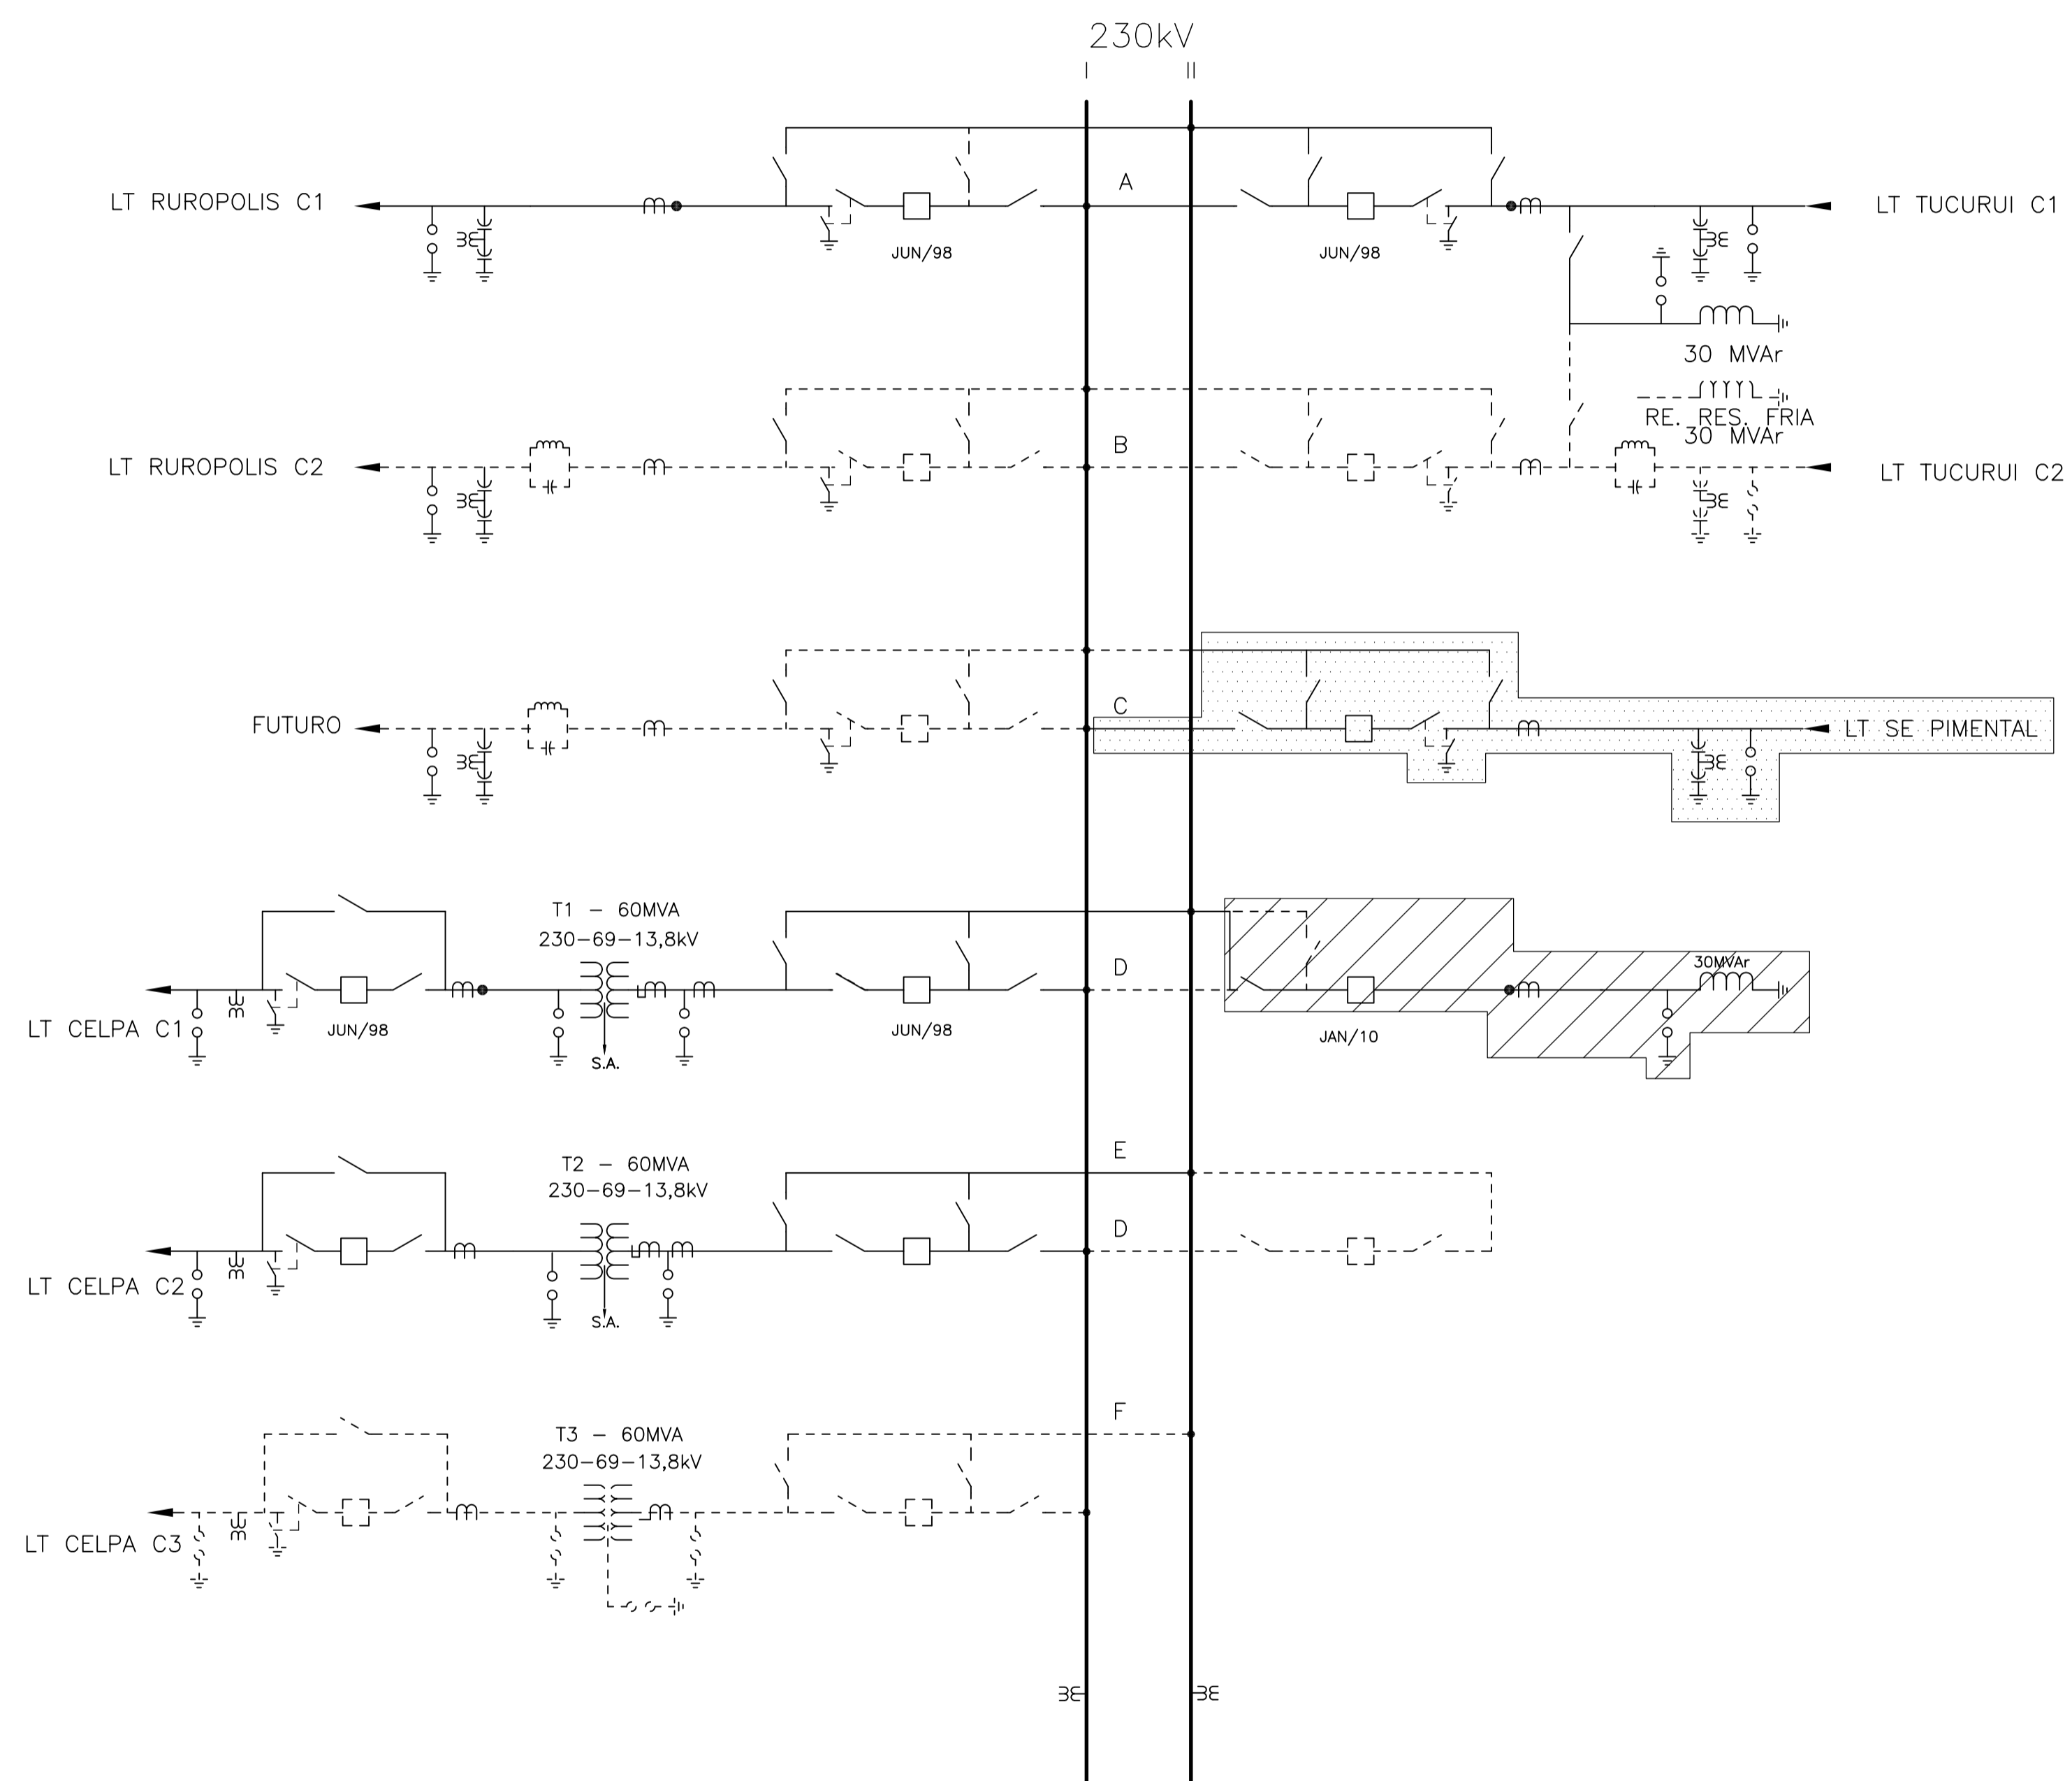 230kV
I II
A
LT RUROPOLIS C1
LT TUCURUI C1
JUN/98
JUN/98
30 MVAr
RE. RES. FRIA
30 MVAr
B
LT RUROPOLIS C2
LT TUCURUI C2
C
FUTURO
LT SE PIMENTAL
T1 - 60MVA
230-69-13,8kV
D
30MVAr
LT CELPA C1
JUN/98
JUN/98
JAN/10
S.A.
E
T2 - 60MVA
230-69-13,8kV
D
LT CELPA C2
S.A.
F
T3 - 60MVA
230-69-13,8kV
LT CELPA C3